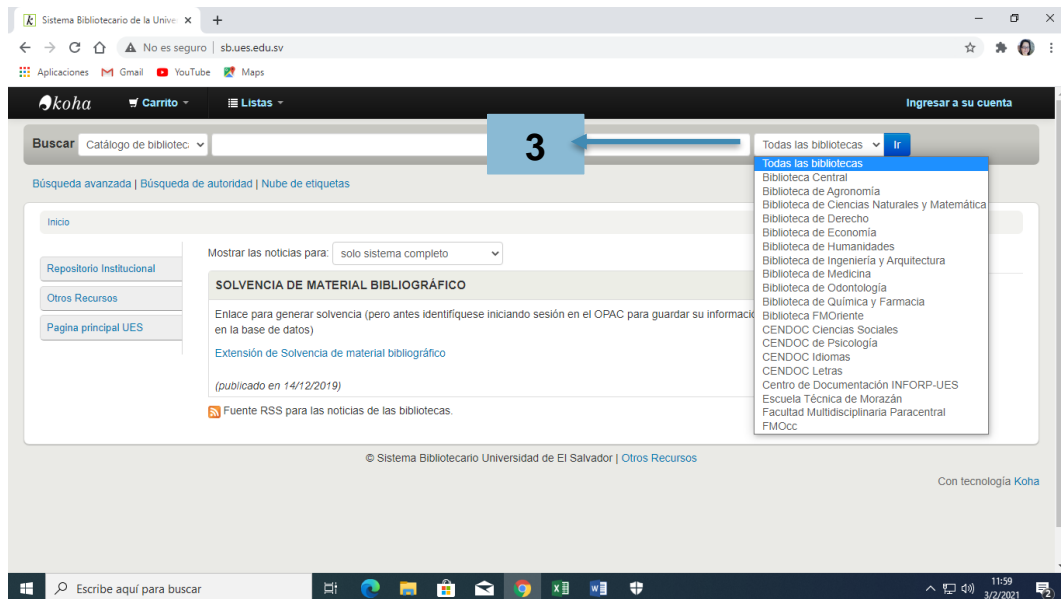 Sistema Bibliotecario de la Unive
No es seguro | sb.ues.edu.sv
Aplicaciones Gmail YouTube Maps
koha Carrito Listas Ingresar a su cuenta
Buscar Catálogo de bibliotec Todas las bibliotecas Ir
3
Todas las bibliotecas
Biblioteca Central
Biblioteca de Agronomía
Biblioteca de Ciencias Naturales y Matemática
Biblioteca de Derecho
Biblioteca de Economía
Biblioteca de Humanidades
Biblioteca de Ingeniería y Arquitectura
Biblioteca de Medicina
Biblioteca de Odontología
Biblioteca de Química y Farmacia
Biblioteca FMOriente
CENDOC Ciencias Sociales
CENDOC de Psicología
CENDOC Idiomas
CENDOC Letras
Centro de Documentación INFORP-UES
Escuela Técnica de Morazán
Facultad Multidisciplinaria Paracentral
FMOcc
Búsqueda avanzada | Búsqueda de autoridad | Nube de etiquetas
Inicio
Repositorio Institucional
Otros Recursos
Pagina principal UES
Mostrar las noticias para: solo sistema completo
SOLVENCIA DE MATERIAL BIBLIOGRÁFICO
Enlace para generar solvencia (pero antes identifíquese iniciando sesión en el OPAC para guardar su informació
en la base de datos)
Extensión de Solvencia de material bibliográfico
(publicado en 14/12/2019)
Fuente RSS para las noticias de las bibliotecas.
© Sistema Bibliotecario Universidad de El Salvador | Otros Recursos
Con tecnología Koha
Escribe aquí para buscar
11:59
3/2/2021